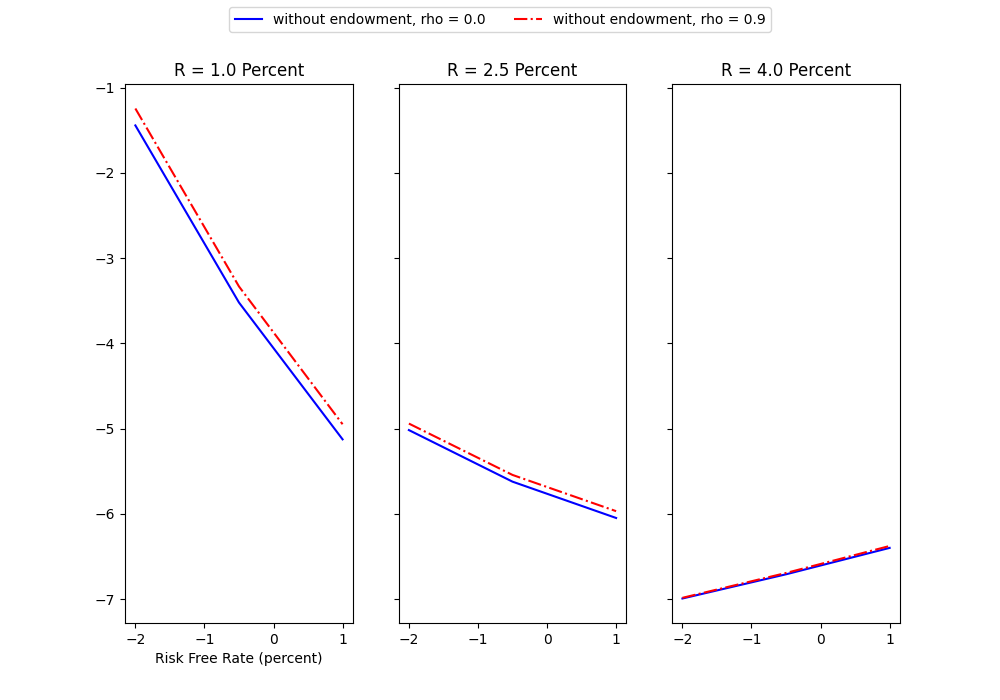 without endowment, rho = 0.0 without endowment, rho = 0.9
R = 1.0 Percent R = 2.5 Percent R = 4.0 Percent
−1
−2
−3
−4
−5
−6
−7
−2 −1 0 1 −2 −1 0 1 −2 −1 0 1
Risk Free Rate (percent)